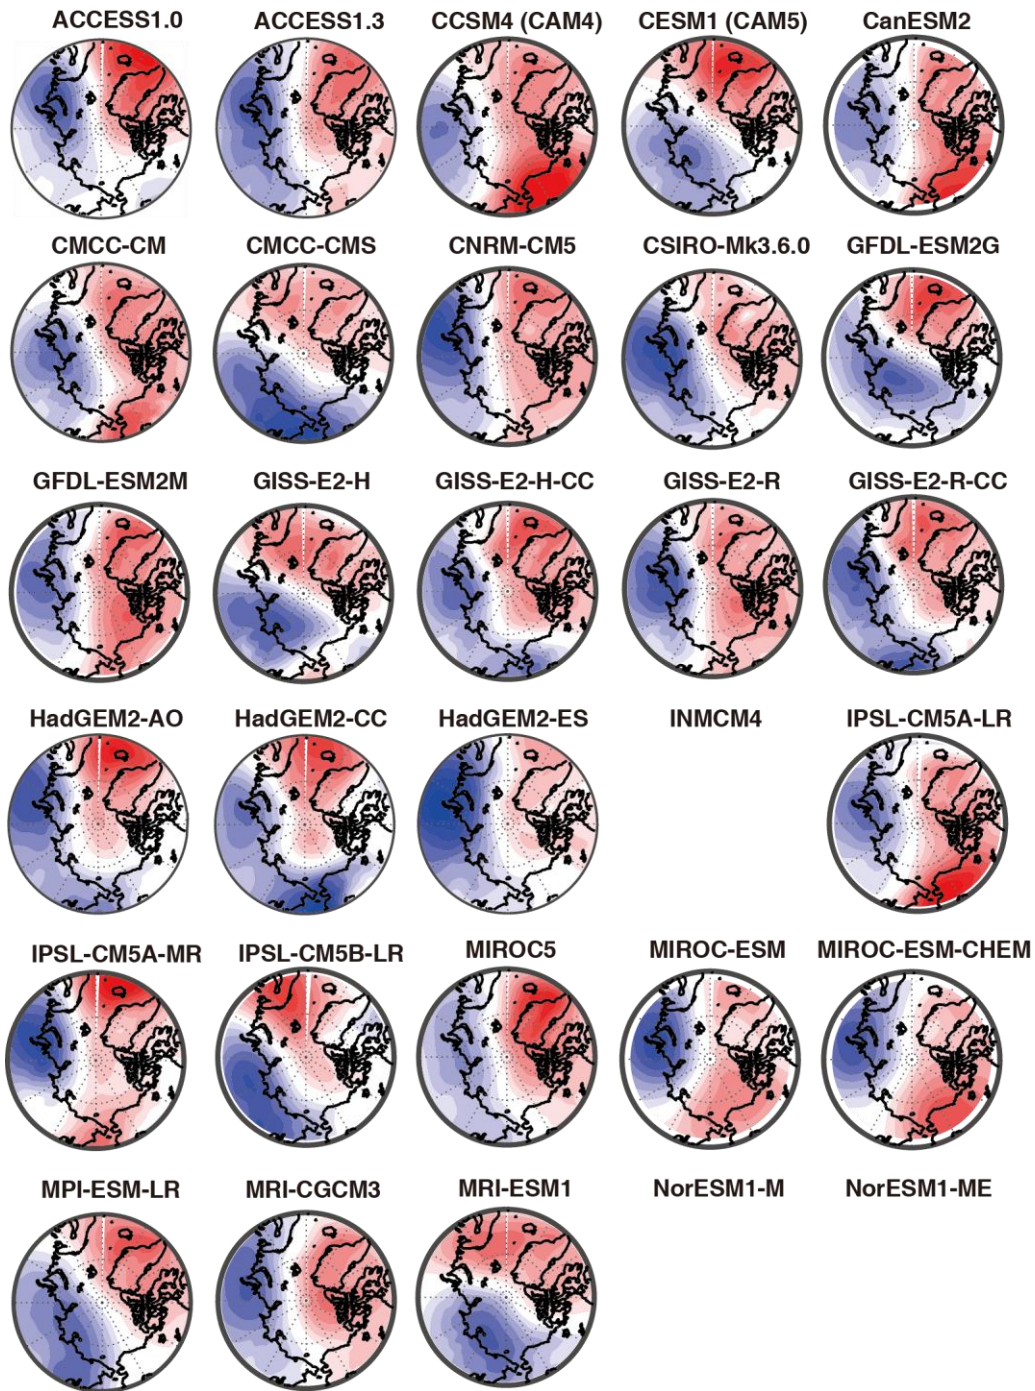 ACCESS1.0 ACCESS1.3 CCSM4 (CAM4) CESM1 (CAM5) CanESM2
CMCC-CM CMCC-CMS CNRM-CM5 CSIRO-Mk3.6.0 GFDL-ESM2G
GFDL-ESM2M GISS-E2-H GISS-E2-H-CC GISS-E2-R GISS-E2-R-CC
HadGEM2-AO HadGEM2-CC HadGEM2-ES INMCM4 IPSL-CM5A-LR
IPSL-CM5A-MR IPSL-CM5B-LR MIROC5 MIROC-ESM MIROC-ESM-CHEM
MPI-ESM-LR MRI-CGCM3 MRI-ESM1 NorESM1-M NorESM1-ME